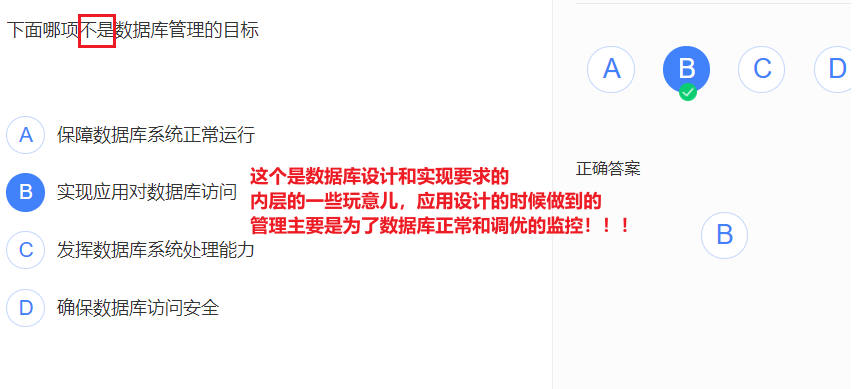 下面哪项不是数据库管理的目标
A 保障数据库系统正常运行
B 实现应用对数据库访问
C 发挥数据库系统处理能力
D 确保数据库访问安全
这个是数据库设计和实现要求的
内层的一些玩意儿，应用设计的时候做到的
管理主要是为了数据库正常和调优的监控！！！
A B C D
正确答案
B